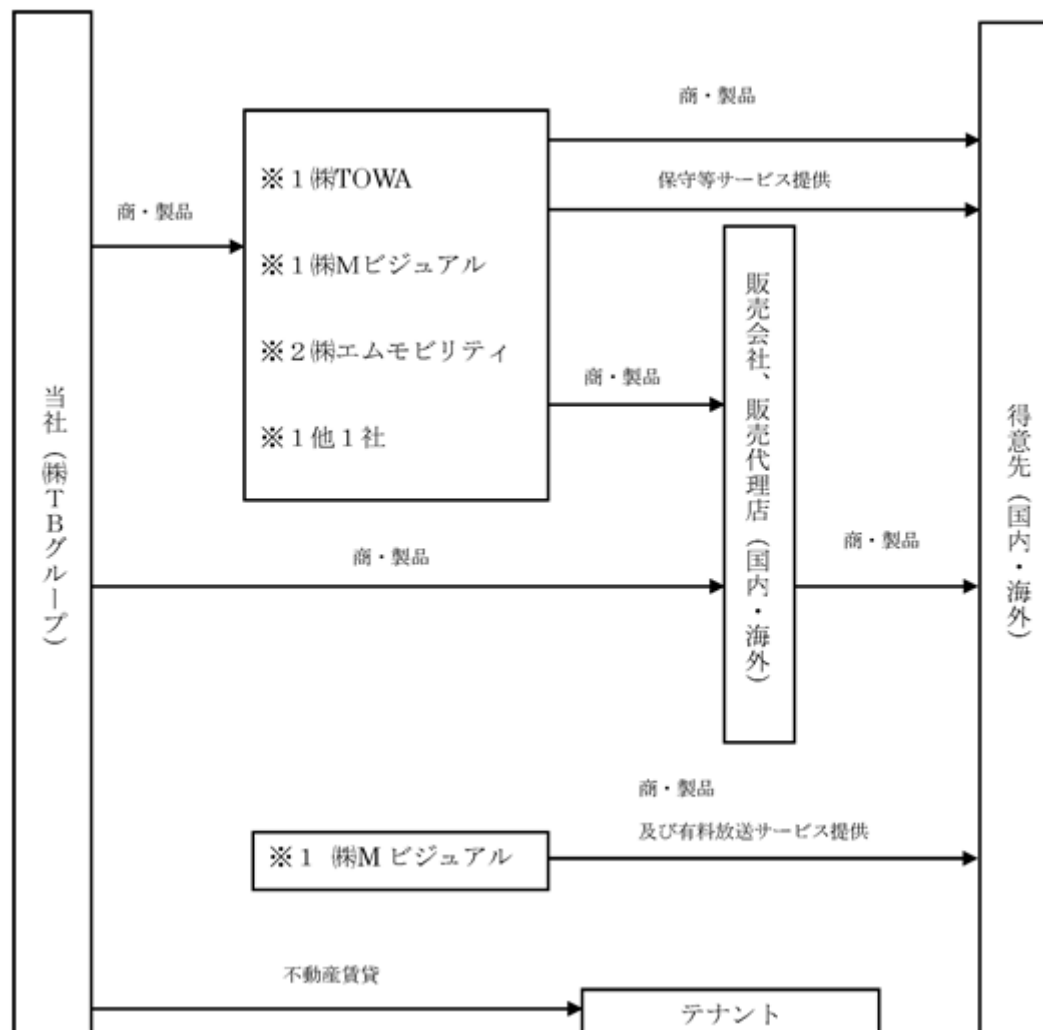 当社（㈱TBグループ）
商・製品
※１㈱TOWA
※１㈱Mビジュアル
※２㈱エムモビリティ
※１他１社
商・製品
保守等サービス提供
商・製品
販売会社、販売代理店（国内・海外）
商・製品
商・製品
得意先（国内・海外）
商・製品
及び有料放送サービス提供
※１ ㈱M ビジュアル
不動産賃貸
テナント